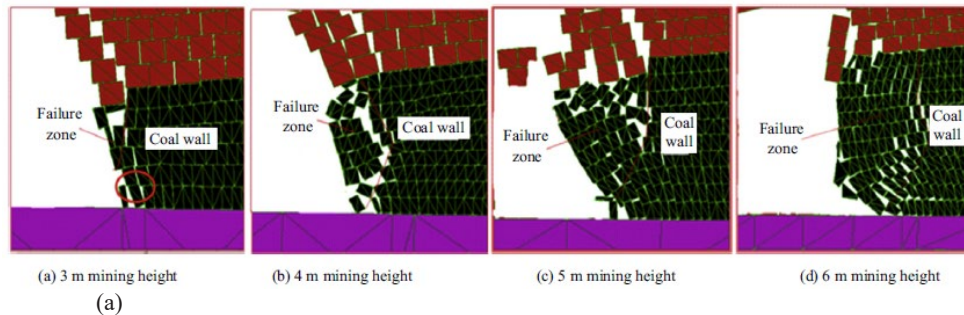 Failure
zone
Coal wall
Failure
zone
Coal wall
Failure
zone
Coal
wall
Failure
zone
Coal
wall
(a) 3 m mining height
(b) 4 m mining height
(c) 5 m mining height
(d) 6 m mining height
(a)